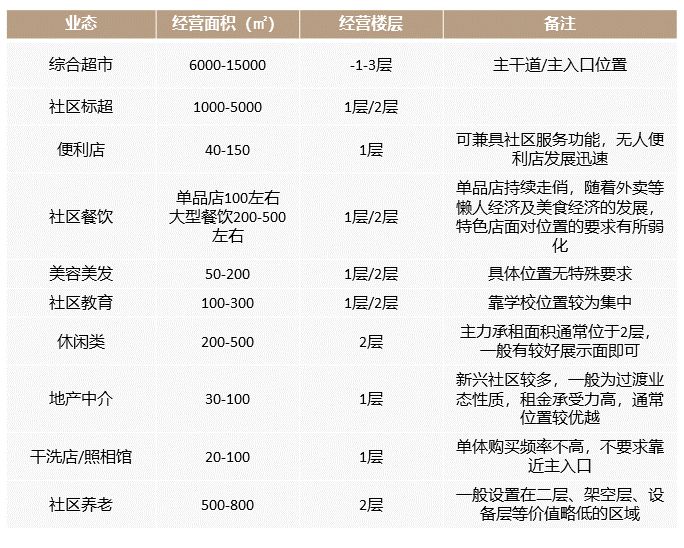 业态 经营面积（㎡） 经营楼层 备注
综合超市 6000-15000 -1-3层 主干道/主入口位置
社区标超 1000-5000 1层/2层
便利店 40-150 1层 可兼具社区服务功能，无人便
利店发展迅速
社区餐饮 单品店100左右
大型餐饮200-500
左右 1层/2层 单品店持续走俏，随着外卖等
懒人经济及美食经济的发展，
特色店面对位置的要求有所弱
化
美容美发 50-200 1层/2层 具体位置无特殊要求
社区教育 100-300 1层/2层 靠学校位置较为集中
休闲类 200-500 2层 主力承租面积通常位于2层，
一般有较好展示面即可
地产中介 30-100 1层 新兴社区较多，一般为过渡业
态性质，租金承受力高，通常
位置较优越
干洗店/照相馆 20-100 1层 单体购买频率不高，不要求靠
近主入口
社区养老 500-800 2层 一般设置在二层、架空层、设
备层等价值略低的区域